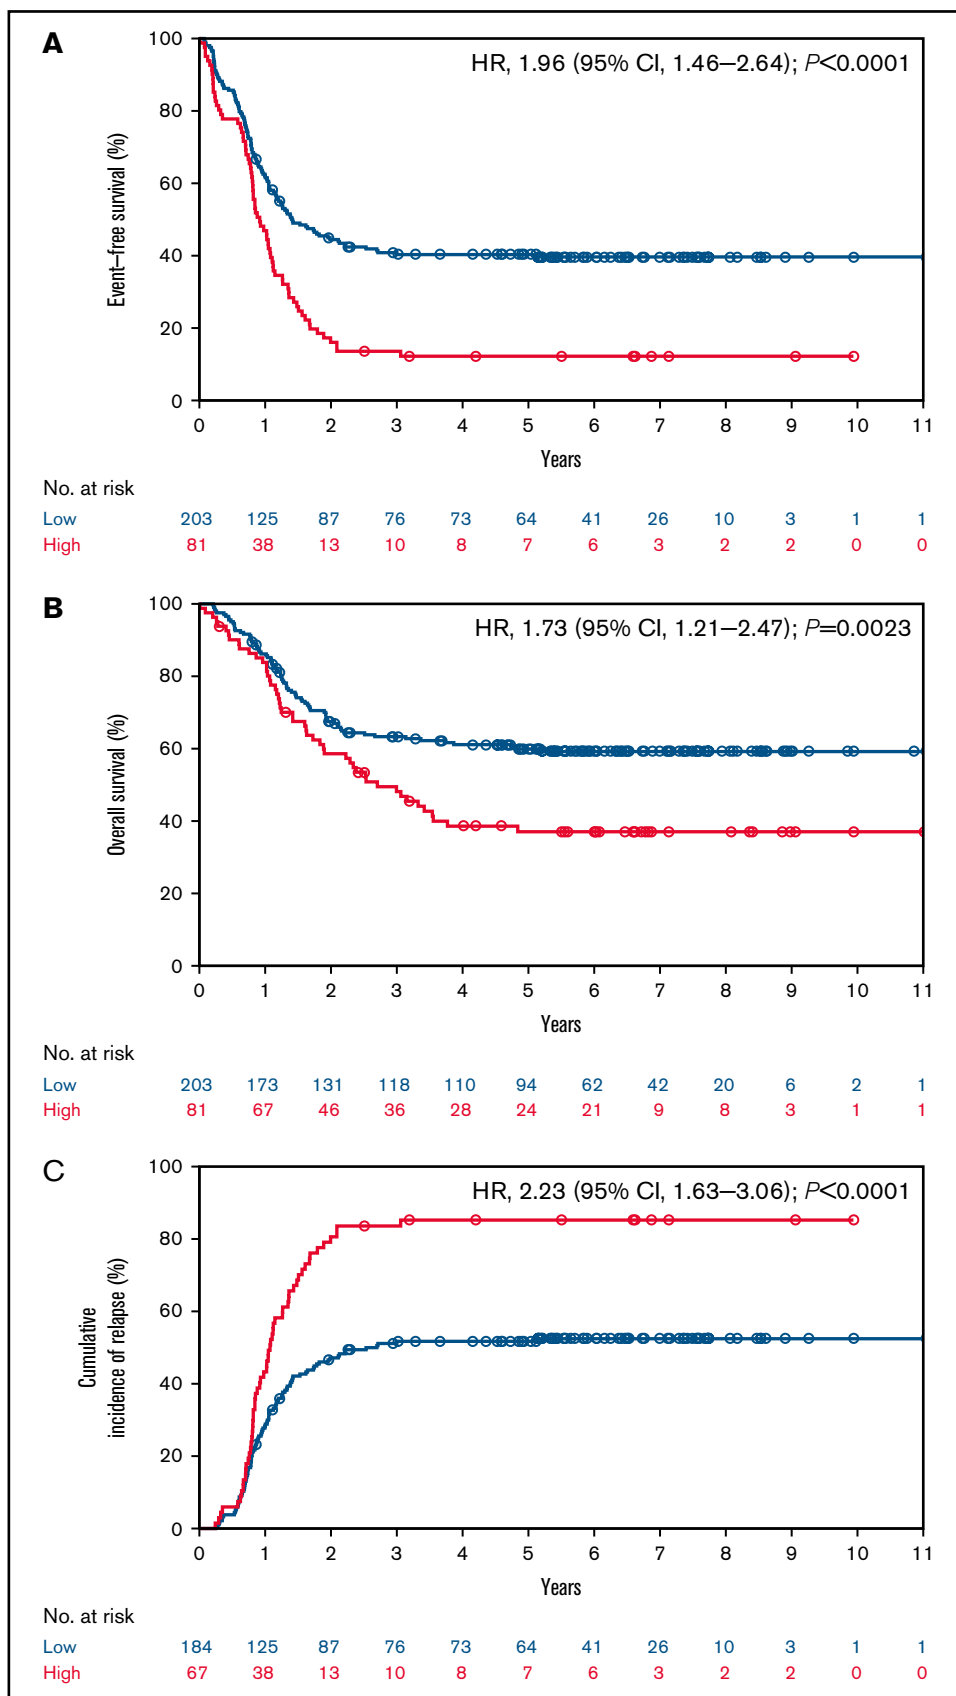 A
HR, 1.96 (95% CI, 1.46–2.64); P<0.0001
Event–free survival (%)
100
80
60
40
20
0
0 1 2 3 4 5 6 7 8 9 10 11
Years
No. at risk
Low 203 125 87 76 73 64 41 26 10 3 1 1
High 81 38 13 10 8 7 6 3 2 2 0 0
B
HR, 1.73 (95% CI, 1.21–2.47); P=0.0023
Overall survival (%)
100
80
60
40
20
0
0 1 2 3 4 5 6 7 8 9 10 11
Years
No. at risk
Low 203 173 131 118 110 94 62 42 20 6 2 1
High 81 67 46 36 28 24 21 9 8 3 1 1
C
HR, 2.23 (95% CI, 1.63–3.06); P<0.0001
Cumulative
incidence of relapse (%)
100
80
60
40
20
0
0 1 2 3 4 5 6 7 8 9 10 11
Years
No. at risk
Low 184 125 87 76 73 64 41 26 10 3 1 1
High 67 38 13 10 8 7 6 3 2 2 0 0